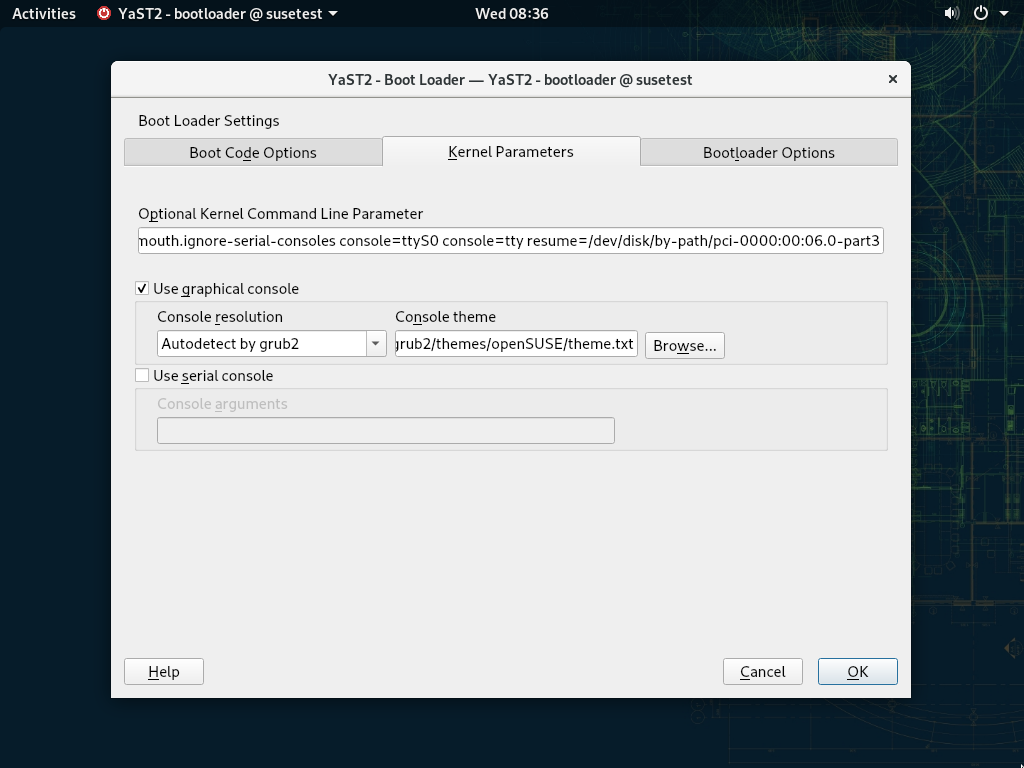 Activities YaST2 - bootloader @ susetest Wed 08:36
YaST2 - Boot Loader — YaST2 - bootloader @ susetest
Boot Loader Settings
Boot Code Options Kernel Parameters Bootloader Options
Optional Kernel Command Line Parameter
mouth.ignore-serial-consoles console=ttyS0 console=tty resume=/dev/disk/by-path/pci-0000:00:06.0-part3
Use graphical console
Console resolution Console theme
Autodetect by grub2 grub2/themes/openSUSE/theme.txt Browse...
Use serial console
Console arguments
Help Cancel OK